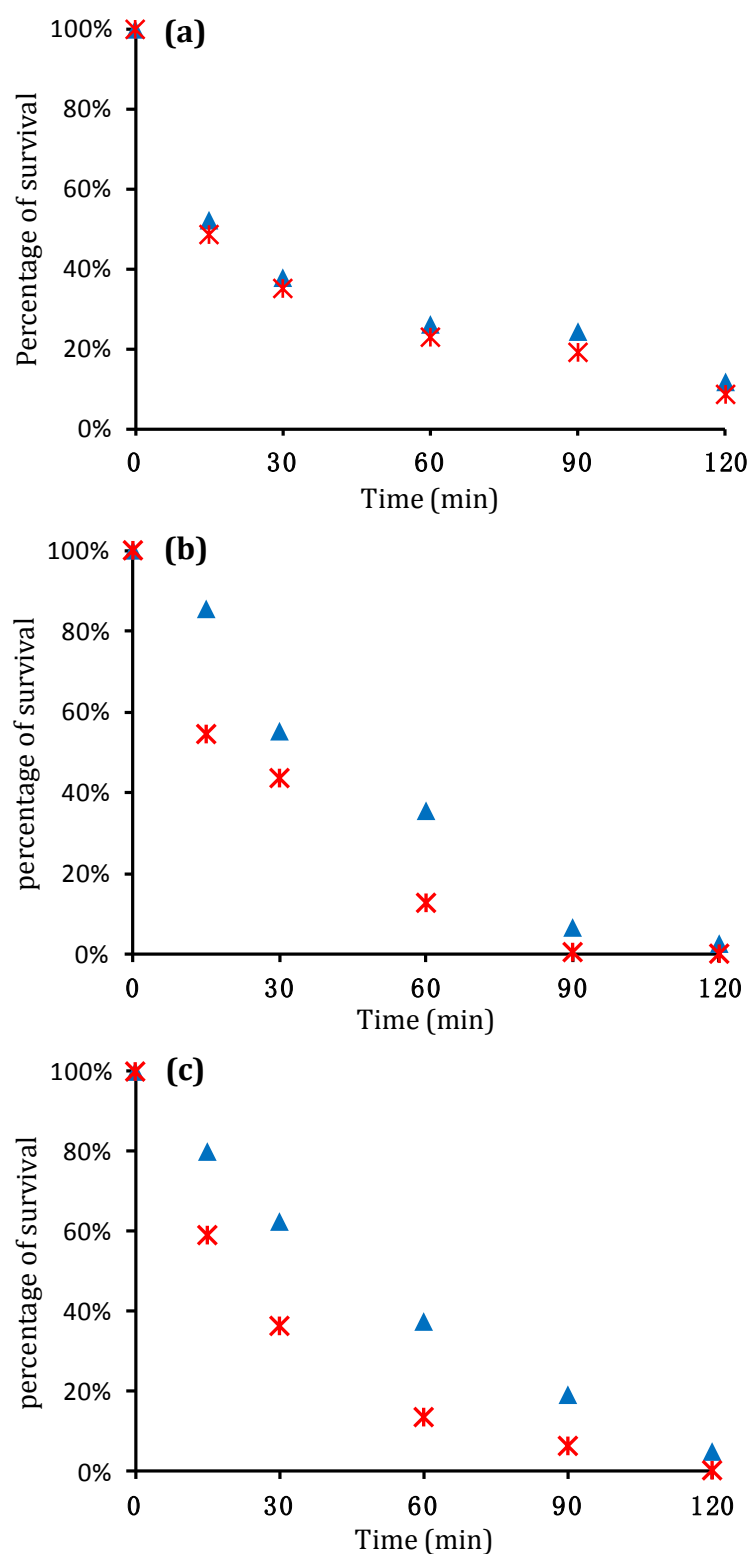 100%
(a)
80%
60%
40%
20%
0%
Percentage of survival
0 30 60 90 120
Time (min)
100%
(b)
80%
60%
40%
20%
0%
percentage of survival
0 30 60 90 120
Time (min)
100%
(c)
80%
60%
40%
20%
0%
percentage of survival
0 30 60 90 120
Time (min)